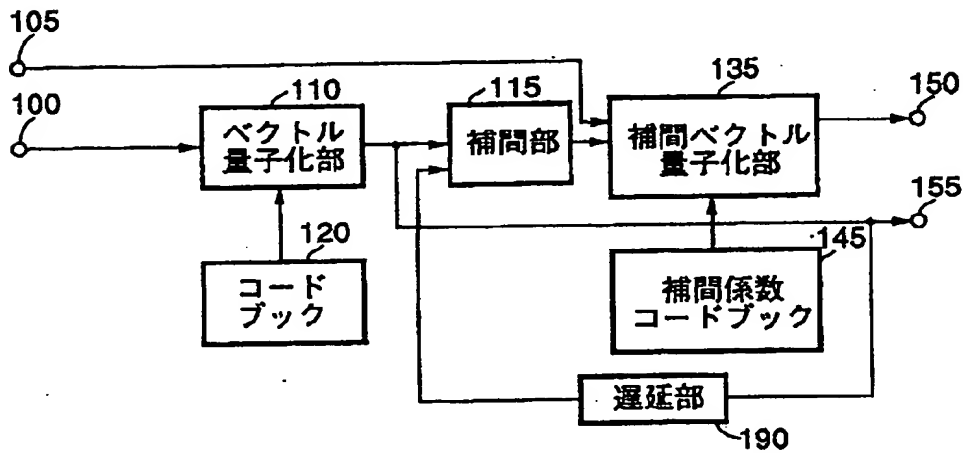 105
100
110
ベクトル
量子化部
115
補間部
135
補間ベクトル
量子化部
150
155
120
コード
ブック
145
補間係数
コードブック
遅延部
190